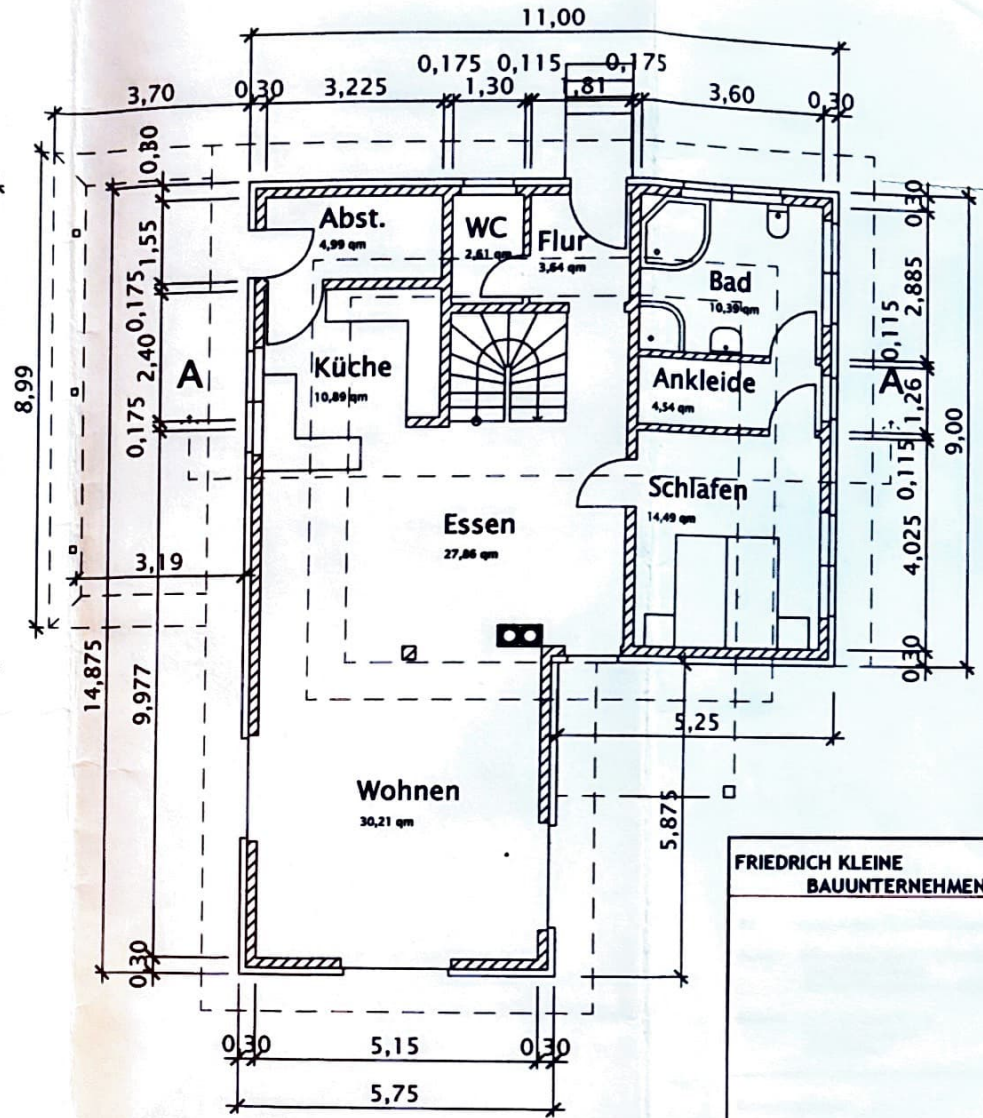 11,00
0,175 0,115 0,175
3,70 0,30 3,225 1,30 1,81 3,60 0,30
0,30
1,55
0,175
2,40
0,175
8,99
14,875
9,977
0,30
3,19
Abst.
4,99 qm
WC
2,61 qm
Flur
3,64 qm
Bad
10,39 qm
Küche
10,89 qm
Ankleide
4,54 qm
A
A
Schlafen
14,49 qm
Essen
27,86 qm
Wohnen
30,21 qm
0,30
2,885
0,115
1,26
0,115
4,025
0,30
9,00
5,25
5,875
0,30 5,15 0,30
5,75
FRIEDRICH KLEINE
BAUUNTERNEHMEN